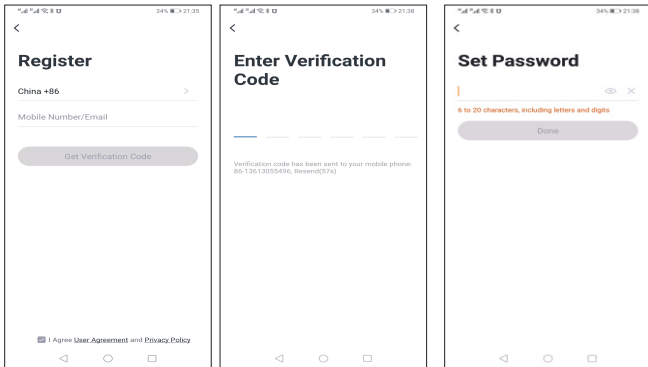 34% 21:35
Register
China +86
Mobile Number/Email
Get Verification Code
I Agree User Agreement and Privacy Policy
34% 21:38
Enter Verification
Code
Verification code has been sent to your mobile phone:
86-13613055496, Resend(57s)
34% 21:38
Set Password
6 to 20 characters, including letters and digits
Done